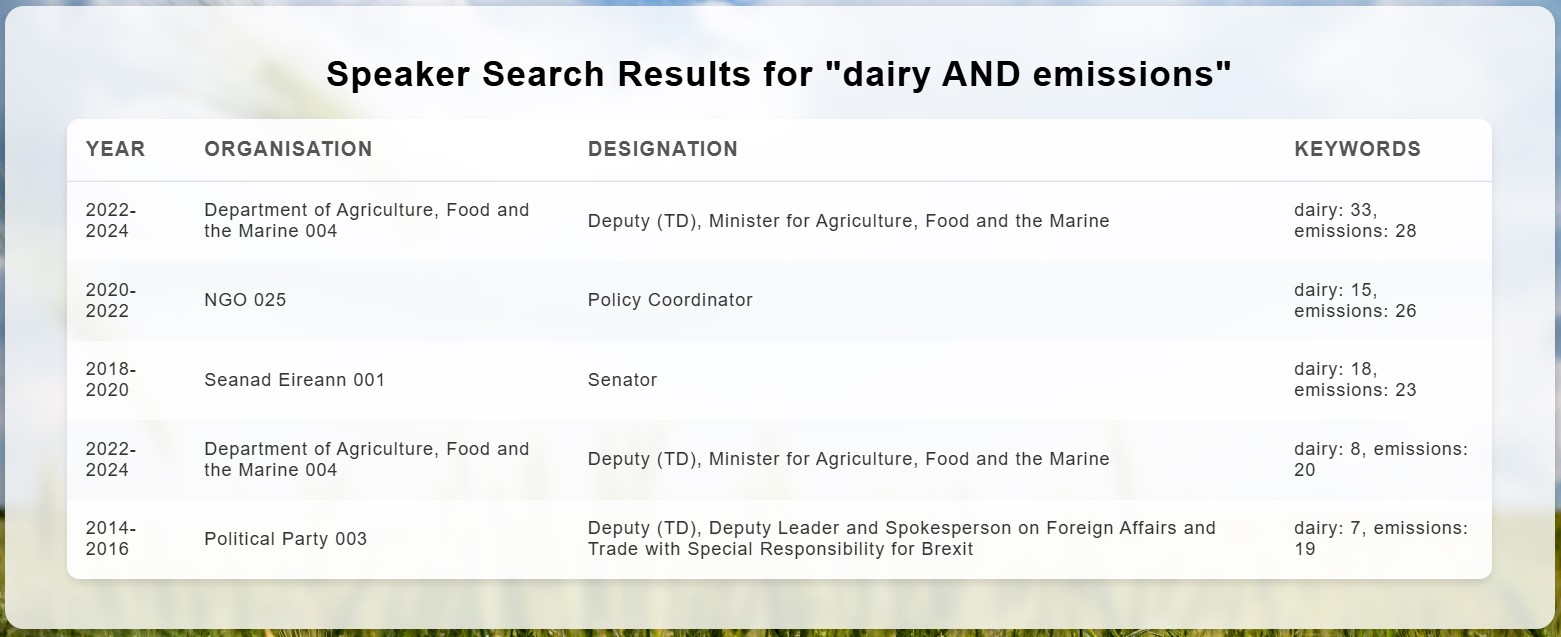 Speaker Search Results for "dairy AND emissions"
YEAR ORGANISATION DESIGNATION KEYWORDS
2022-
2024
Department of Agriculture, Food and
the Marine 004
Deputy (TD), Minister for Agriculture, Food and the Marine
dairy: 33,
emissions: 28
2020-
2022
NGO 025
Policy Coordinator
dairy: 15,
emissions: 26
2018-
2020
Seanad Eireann 001
Senator
dairy: 18,
emissions: 23
2022-
2024
Department of Agriculture, Food and
the Marine 004
Deputy (TD), Minister for Agriculture, Food and the Marine
dairy: 8, emissions:
20
2014-
2016
Political Party 003
Deputy (TD), Deputy Leader and Spokesperson on Foreign Affairs and
Trade with Special Responsibility for Brexit
dairy: 7, emissions:
19